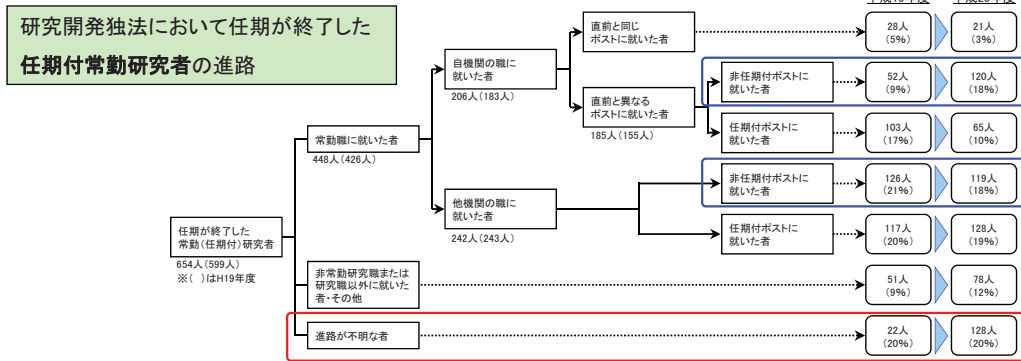 研究開発独法において任期が終了した
任期付常勤研究者の進路
任期が終了した
常勤(任期付)研究者
654人(599人)
※( )はH19年度
常勤職に就いた者
448人(426人)
非常勤研究職または
研究職以外に就いた
者・その他
進路が不明な者
自機関の職に
就いた者
206人(183人)
他機関の職に
就いた者
242人(243人)
直前と同じ
ポストに就いた者
直前と異なる
ポストに就いた者
185人(155人)
非任期付ポストに
就いた者
任期付ポストに
就いた者
非任期付ポストに
就いた者
任期付ポストに
就いた者
28人
(5%)
21人
(3%)
52人
(9%)
120人
(18%)
103人
(17%)
65人
(10%)
126人
(21%)
119人
(18%)
117人
(20%)
128人
(19%)
51人
(9%)
78人
(12%)
22人
(20%)
128人
(20%)